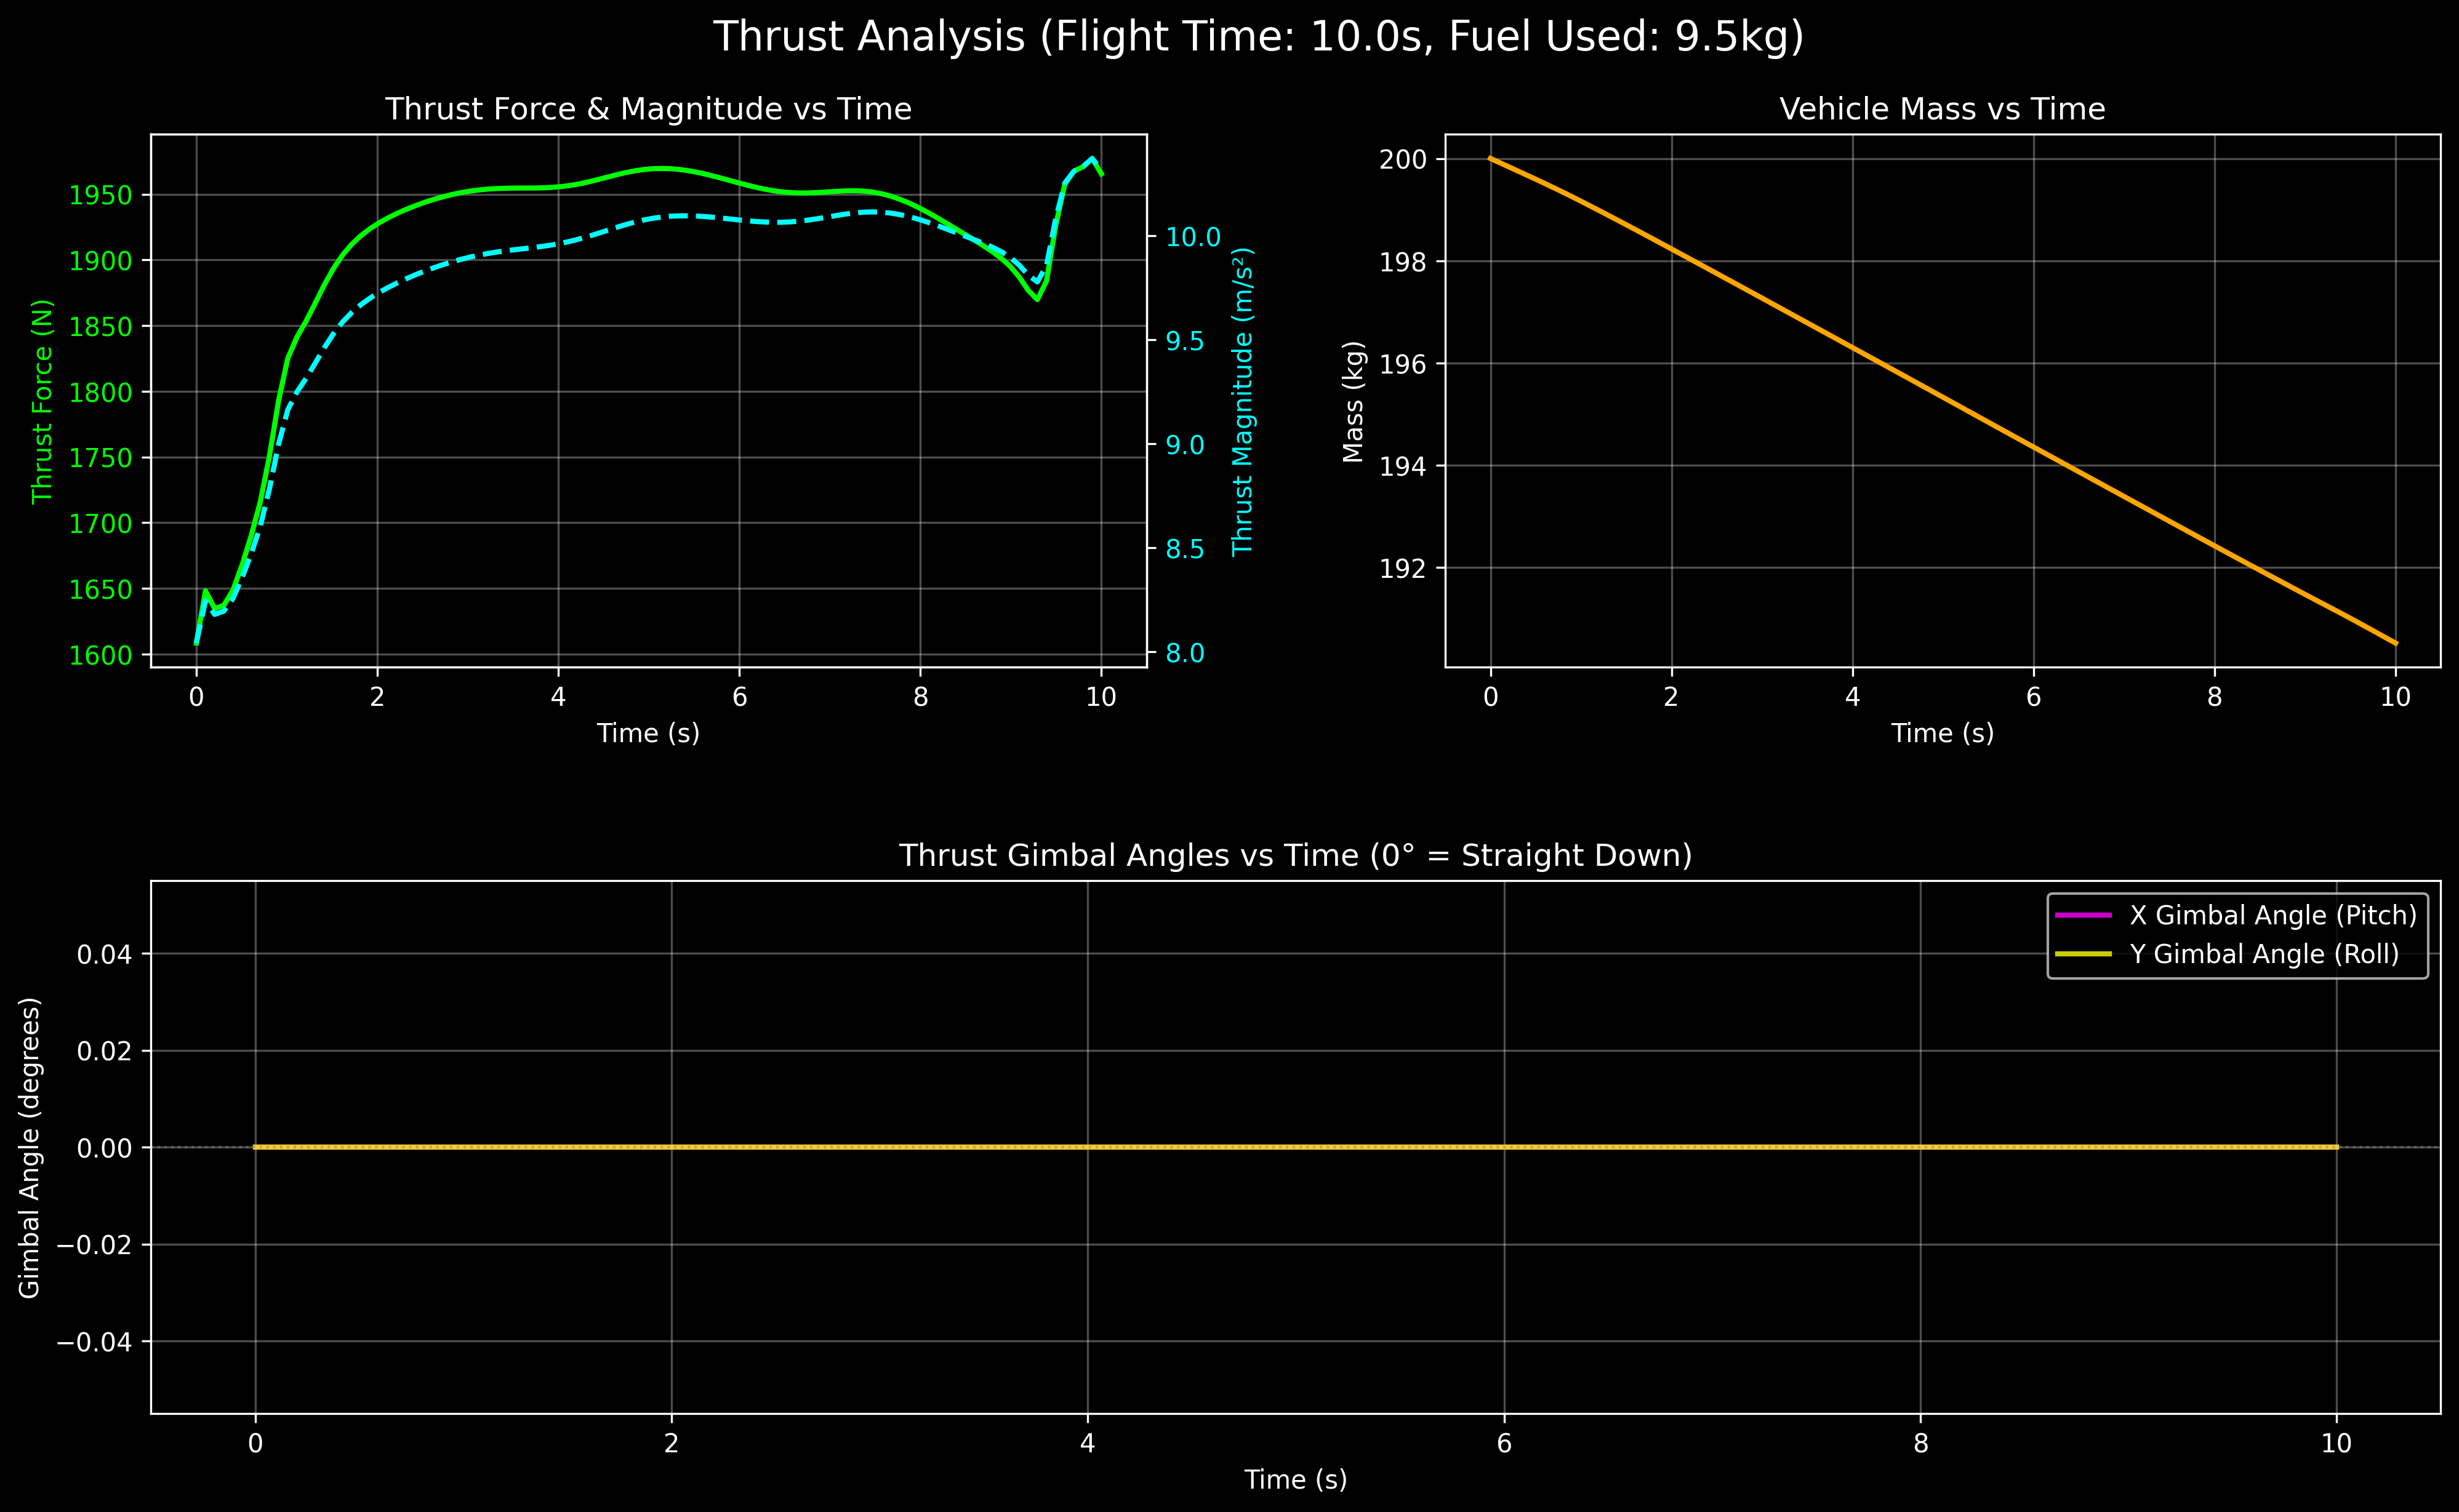 Thrust Analysis (Flight Time: 10.0s, Fuel Used: 9.5kg)
Thrust Force & Magnitude vs Time
Thrust Force (N)
1950
1900
1850
1800
1750
1700
1650
1600
10.0
9.5
9.0
8.5
8.0
Thrust Magnitude (m/s²)
0 2 4 6 8 10
Time (s)
Vehicle Mass vs Time
Mass (kg)
200
198
196
194
192
0 2 4 6 8 10
Time (s)
Thrust Gimbal Angles vs Time (0° = Straight Down)
X Gimbal Angle (Pitch)
Y Gimbal Angle (Roll)
Gimbal Angle (degrees)
0.04
0.02
0.00
−0.02
−0.04
0 2 4 6 8 10
Time (s)